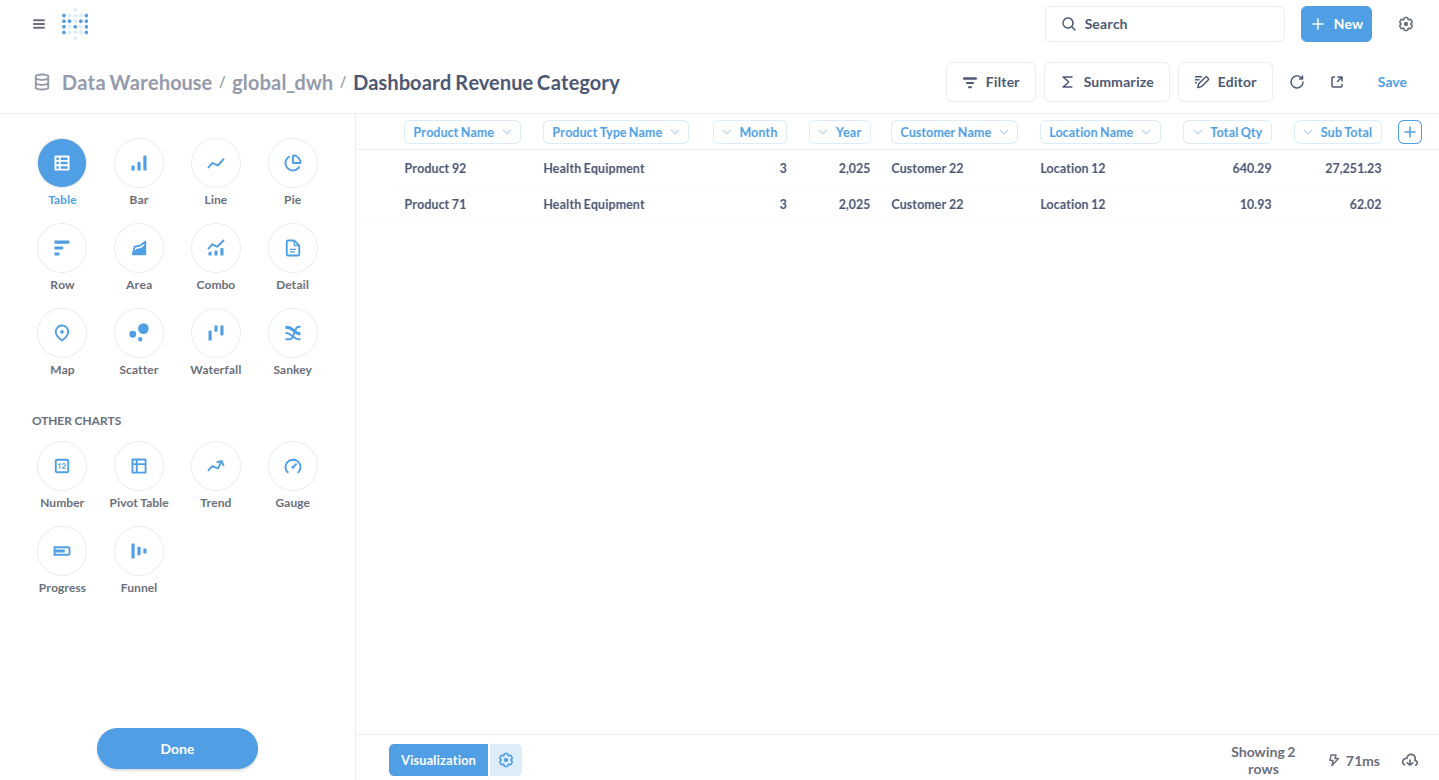 Search
New
Data Warehouse / global_dwh / Dashboard Revenue Category
Filter
Summarize
Editor
Save
Table
Bar
Line
Pie
Row
Area
Combo
Detail
Map
Scatter
Waterfall
Sankey
OTHER CHARTS
12
Number
Pivot Table
Trend
Gauge
Progress
Funnel
Done
Product Name Product Type Name Month Year Customer Name Location Name Total Qty Sub Total
Product 92 Health Equipment 3 2,025 Customer 22 Location 12 640.29 27,251.23
Product 71 Health Equipment 3 2,025 Customer 22 Location 12 10.93 62.02
Visualization
Showing 2
rows
71ms